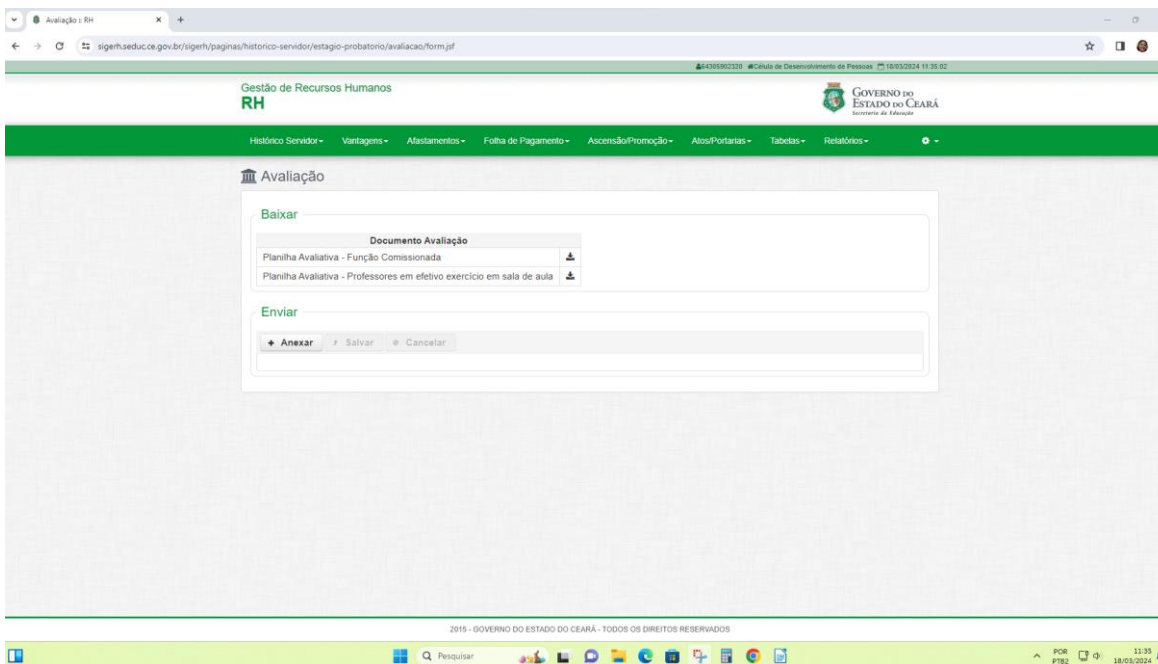 Avaliação :: RH
sigerh.seduc.ce.gov.br/sigerh/paginas/historico-servidor/estagio-probatorio/avaliacao/form.jsf
64305902320 Célula de Desenvolvimento de Pessoas 18/03/2024 11:35:02
Gestão de Recursos Humanos
RH
GOVERNO DO
ESTADO DO CEARÁ
Secretaria da Educação
Histórico Servidor Vantagens Afastamentos Folha de Pagamento Ascensão/Promoção Atos/Portarias Tabelas Relatórios
Avaliação
Baixar
Documento Avaliação
Planilha Avaliativa - Função Comissionada
Planilha Avaliativa - Professores em efetivo exercício em sala de aula
Enviar
+ Anexar Salvar Cancelar
2015 - GOVERNO DO ESTADO DO CEARÁ - TODOS OS DIREITOS RESERVADOS
Pesquisar
POR 11:35
PTB2 18/03/2024